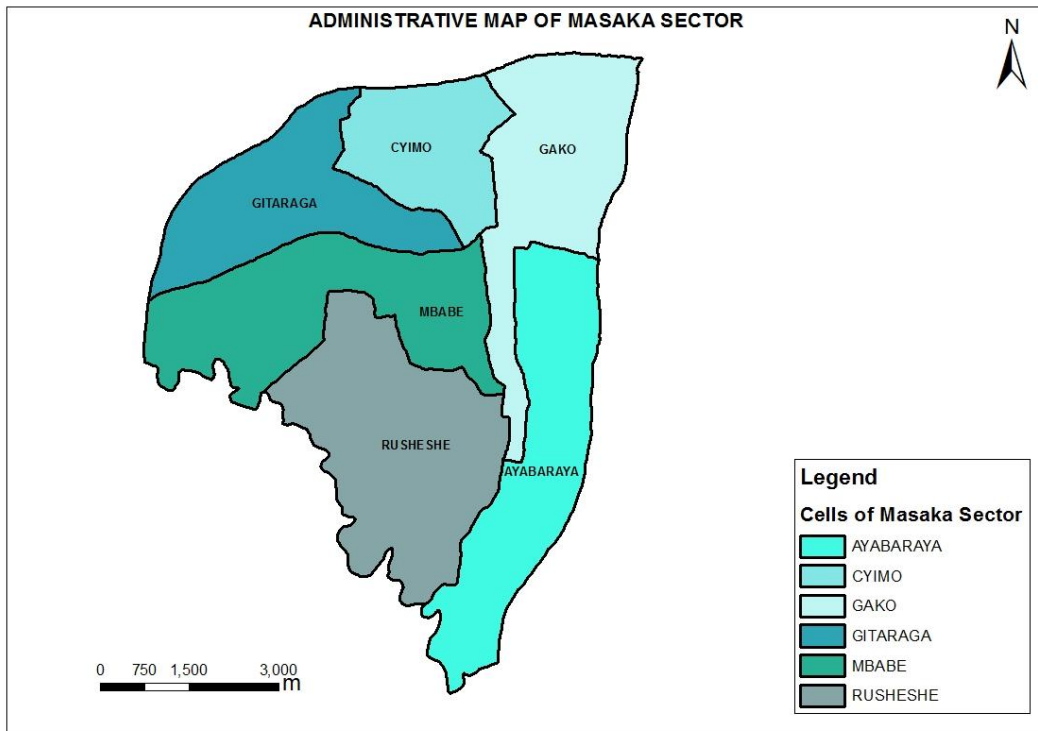 ADMINISTRATIVE MAP OF MASAKA SECTOR
N
CYIMO
GAKO
GITARAGA
MBABE
RUSHESHE
AYABARAYA
Legend
Cells of Masaka Sector
AYABARAYA
CYIMO
GAKO
GITARAGA
MBABE
RUSHESHE
0 750 1,500 3,000
m